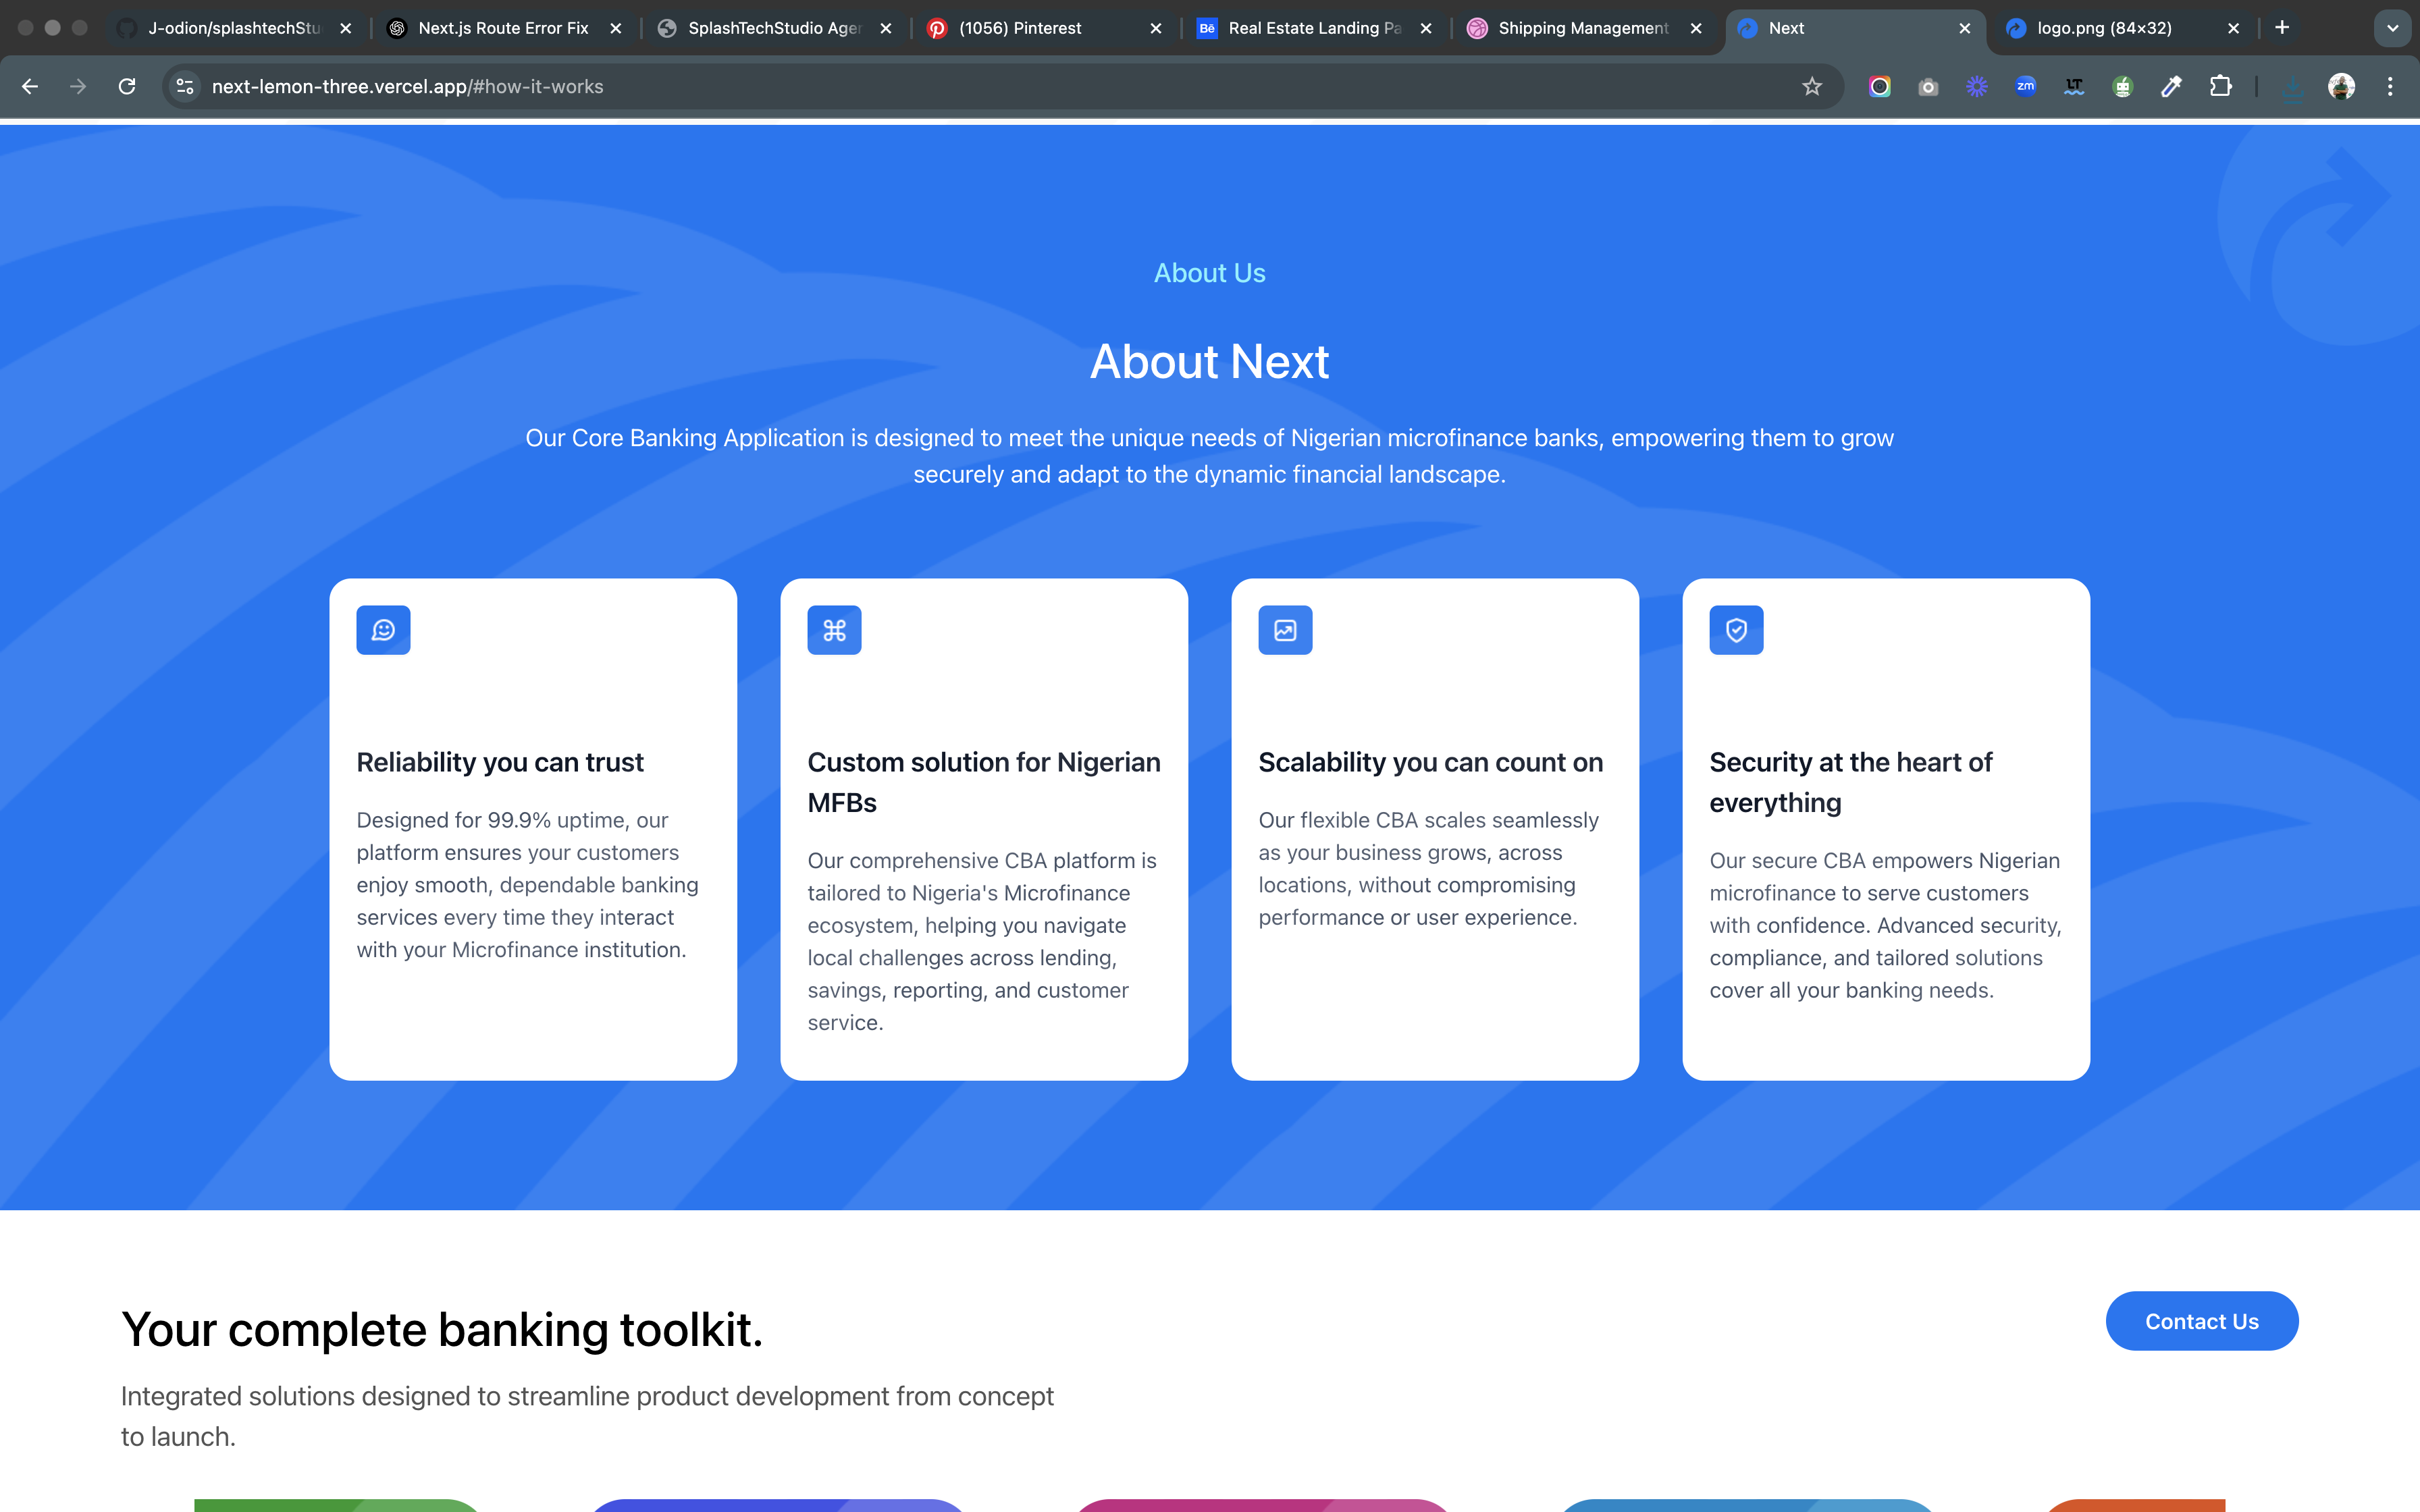 J-odion/splashtechStu
Next.js Route Error Fix
SplashTechStudio Agen
(1056) Pinterest
Bē
Real Estate Landing Pa
Shipping Management
Next
logo.png (84×32)
next-lemon-three.vercel.app/#how-it-works
zm
LT
About Us
About Next
Our Core Banking Application is designed to meet the unique needs of Nigerian microfinance banks, empowering them to grow
securely and adapt to the dynamic financial landscape.
Reliability you can trust
Designed for 99.9% uptime, our
platform ensures your customers
enjoy smooth, dependable banking
services every time they interact
with your Microfinance institution.
Custom solution for Nigerian
MFBs
Our comprehensive CBA platform is
tailored to Nigeria's Microfinance
ecosystem, helping you navigate
local challenges across lending,
savings, reporting, and customer
service.
Scalability you can count on
Our flexible CBA scales seamlessly
as your business grows, across
locations, without compromising
performance or user experience.
Security at the heart of
everything
Our secure CBA empowers Nigerian
microfinance to serve customers
with confidence. Advanced security,
compliance, and tailored solutions
cover all your banking needs.
Your complete banking toolkit.
Contact Us
Integrated solutions designed to streamline product development from concept
to launch.